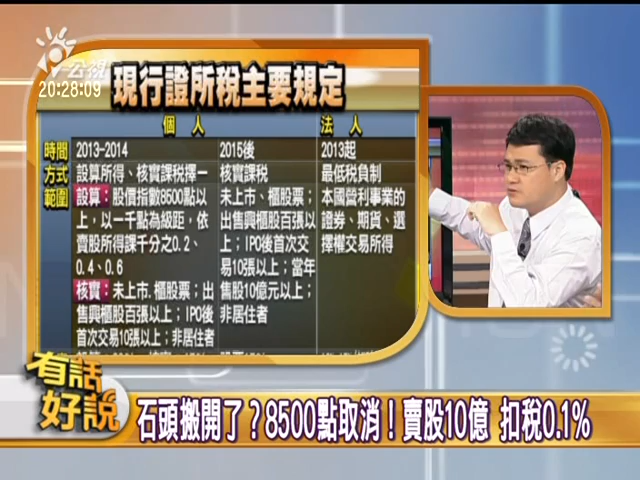 公視
20:28:09
現行證所稅主要規定
個人 法人
時間 2013-2014 2015後 2013起
方式 設算所得、核實課稅擇一 核實課稅 最低稅負制
範圍 設算：股價指數8500點以上，以一千點為級距，依賣股所得課千分之0.2、0.4、0.6
核實：未上市.櫃股票；出售興櫃股百張以上；IPO後首次交易10張以上；非居住者
未上市、櫃股票；出售興櫃股百張以上；IPO後首次交易10張以上；當年售股10億元以上；非居住者
本國營利事業的證券、期貨、選擇權交易所得
有話好說
石頭搬開了？8500點取消！賣股10億 扣稅0.1%